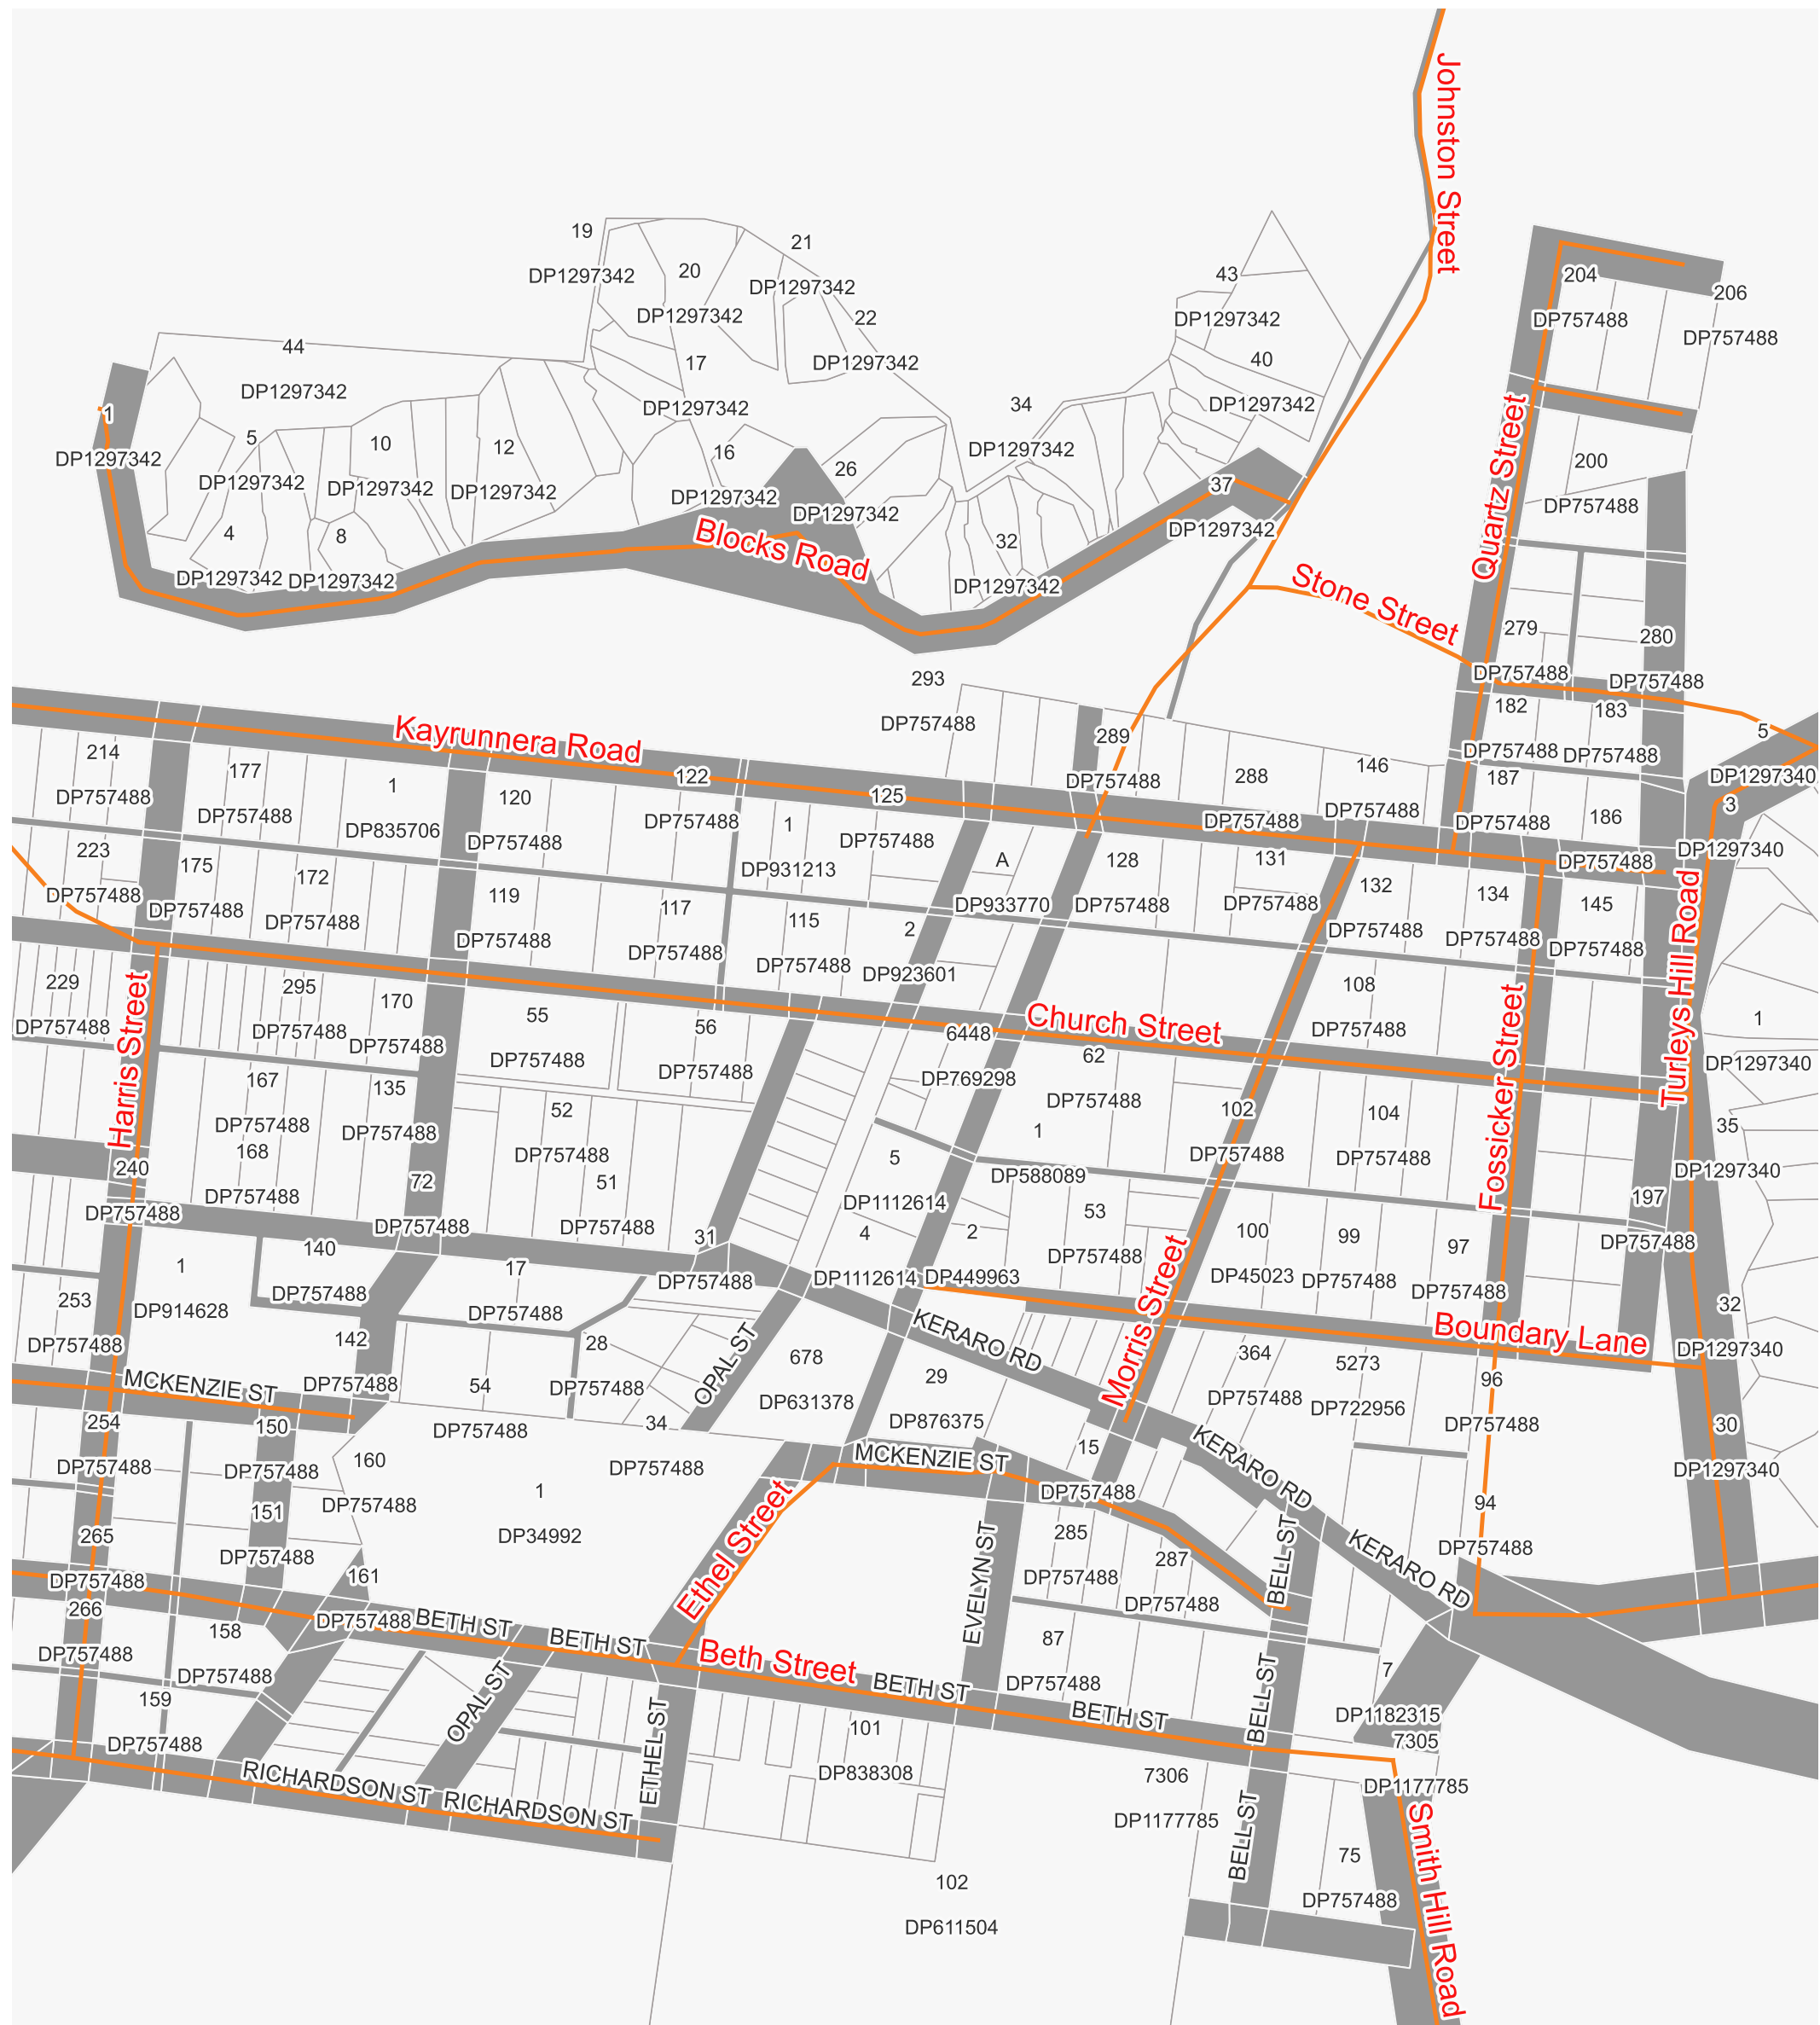 Johnston Street
19
DP1297342
20
DP1297342
21
DP1297342
22
DP1297342
43
DP1297342
40
DP1297342
204
DP757488
206
DP757488
44
DP1297342
17
DP1297342
34
DP1297342
1
DP1297342
5
DP1297342
10
DP1297342
12
DP1297342
16
DP1297342
26
DP1297342
37
DP1297342
Quartz Street
200
DP757488
4
DP1297342
8
DP1297342
Blocks Road
32
DP1297342
Stone Street
279
DP757488
280
DP757488
293
DP757488
289
DP757488
182
DP757488
183
DP757488
5
DP1297340
Kayrunnera Road
214
DP757488
177
DP757488
1
DP835706
120
DP757488
122
DP757488
125
DP757488
1
DP931213
288
DP757488
146
DP757488
187
DP757488
186
DP757488
3
DP1297340
223
DP757488
175
DP757488
172
DP757488
119
DP757488
117
DP757488
115
DP757488
2
DP923601
A
DP933770
128
DP757488
131
DP757488
132
DP757488
134
DP757488
145
DP757488
Turleys Hill Road
229
DP757488
Harris Street
295
DP757488
170
DP757488
55
DP757488
56
DP757488
6448
DP769298
Church Street
62
DP757488
108
DP757488
Fossicker Street
1
DP1297340
167
DP757488
168
DP757488
135
DP757488
52
DP757488
51
DP757488
5
DP1112614
1
DP588089
102
DP757488
104
DP757488
35
DP1297340
240
DP757488
72
DP757488
31
DP757488
4
DP1112614
2
DP449963
53
DP757488
Morris Street
100
DP45023
99
DP757488
97
DP757488
197
DP757488
1
DP914628
140
DP757488
17
DP757488
253
DP757488
142
DP757488
28
DP757488
OPAL ST
678
DP631378
KERARO RD
29
DP876375
Boundary Lane
364
DP757488
5273
DP722956
96
DP757488
32
DP1297340
MCKENZIE ST
54
DP757488
34
DP757488
254
DP757488
150
DP757488
160
DP757488
1
DP34992
MCKENZIE ST
15
DP757488
KERARO RD
30
DP1297340
Ethel Street
151
DP757488
265
DP757488
161
DP757488
EVELYN ST
285
DP757488
287
DP757488
BELL ST
KERARO RD
94
DP757488
266
DP757488
158
DP757488
BETH ST
BETH ST
Beth Street
BETH ST
BETH ST
87
DP757488
BELL ST
7
DP1182315
159
DP757488
OPAL ST
ETHEL ST
101
DP838308
7306
DP1177785
7305
DP1177785
RICHARDSON ST
RICHARDSON ST
BELL ST
75
DP757488
Smith Hill Road
102
DP611504